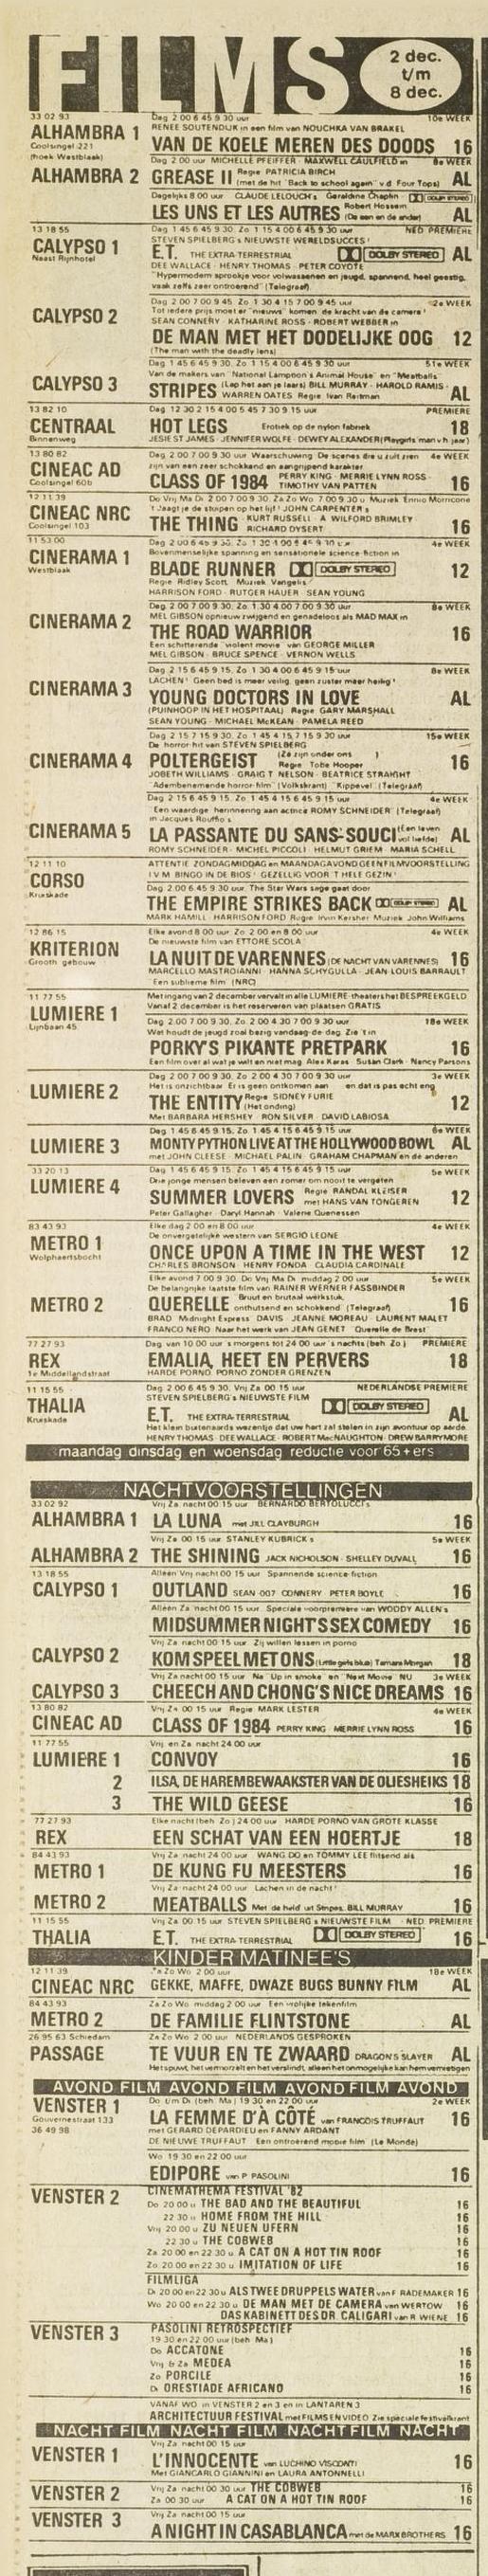 FILMS
2 dec.
t/m
8 dec.
33 02 93
Dag 2 00 6 45 9 30 uur 10e WEEK
ALHAMBRA 1
RENEE SOUTENDIJK in een film van NOUCHKA VAN BRAKEL
Coolsingel 221
(hoek Westblaak)
VAN DE KOELE MEREN DES DOODS 16
Dag 2 00 uur MICHELLE PFEIFFER - MAXWELL CAULFIELD in 8e WEEK
ALHAMBRA 2 GREASE II Regie PATRICIA BIRCH
(met de hit "Back to school again" v.d. Four Tops) AL
Dagelijks 8 00 uur CLAUDE LELOUCH's Geraldine Chaplin DOLBY STEREO
LES UNS ET LES AUTRES Robert Hossein
(De een en de ander) AL
13 18 55
Dag 1 45 6 45 9 30. Zo 1 15 4 00 6 45 9 30 uur NED PREMIERE
CALYPSO 1
STEVEN SPIELBERG's NIEUWSTE WERELDSUCCES!
Naast Rijnhotel
E.T. THE EXTRA-TERRESTRIAL DOLBY STEREO AL
DEE WALLACE - HENRY THOMAS - PETER COYOTE
"Hypermodern sprookje voor volwassenen en jeugd, spannend, heel geestig,
vaak zelfs zeer ontroerend" (Telegraaf)
Dag 2 00 7 00 9 45. Zo 1 30 4 15 7 00 9 45 uur 2e WEEK
CALYPSO 2
Tot iedere prijs moet er "nieuws" komen de kracht van de camera!
SEAN CONNERY - KATHARINE ROSS - ROBERT WEBBER in
DE MAN MET HET DODELIJKE OOG 12
(The man with the deadly lens)
Dag 1 45 6 45 9 30. Zo 1 15 4 00 6 45 9 30 uur 51e WEEK
CALYPSO 3
Van de makers van "National Lampton's Animal House" en "Meatballs"
STRIPES (Lap het aan je laars) BILL MURRAY - HAROLD RAMIS -
WARREN OATES Regie Ivan Reitman AL
13 82 10
Dag 12 30 2 15 4 00 5 45 7 30 9 15 uur PREMIERE
CENTRAAL HOT LEGS Erotiek op de nylon fabriek 18
Binnenweg
JESIE ST JAMES - JENNIFER WOLFE - DEWEY ALEXANDER (Playgirls man v h jaar)
13 80 82
Dag 2 00 7 00 9 30 uur Waarschuwing De scenes die u zult zien 4e WEEK
CINEAC AD
zijn van een zeer schokkend en aangrijpend karakter
Coolsingel 60b
CLASS OF 1984 PERRY KING - MERRIE LYNN ROSS -
TIMOTHY VAN PATTEN 16
12 11 39
Do Vrij Ma Di 2 00 7 00 9 30. Za Zo Wo 7 00 9 30 u Muziek Ennio Morricone
CINEAC NRC
't Jaagt je de stuipen op het lijf! JOHN CARPENTER's
Coolsingel 103
THE THING KURT RUSSELL - A WILFORD BRIMLEY
RICHARD DYSERT 16
11 53 00
Dag 2 00 6 45 9 30. Zo 1 30 4 00 6 45 9 30 uur 4e WEEK
CINERAMA 1
Bovenmenselijke spanning en sensationele science-fiction in
Westblaak
BLADE RUNNER DOLBY STEREO 12
Regie Ridley Scott Muziek Vangelis
HARRISON FORD - RUTGER HAUER - SEAN YOUNG
Dag 2 00 7 00 9 30. Zo 1 30 4 00 7 00 9 30 uur 8e WEEK
CINERAMA 2
MEL GIBSON opnieuw zwijgend en genadeloos als MAD MAX in
THE ROAD WARRIOR 16
Een schitterende violent movie van GEORGE MILLER
MEL GIBSON - BRUCE SPENCE - VERNON WELLS
Dag 2 15 6 45 9 15. Zo 1 30 4 00 6 45 9 15 uur 8e WEEK
CINERAMA 3
LACHEN! Geen bed is meer veilig, geen zuster meer heilig!
YOUNG DOCTORS IN LOVE AL
(PUINHOOP IN HET HOSPITAAL) Regie GARY MARSHALL
SEAN YOUNG - MICHAEL McKEAN - PAMELA REED
Dag 2 15 7 15 9 30. Zo 1 45 4 15 7 15 9 30 uur 15e WEEK
De horror-hit van STEVEN SPIELBERG
CINERAMA 4 POLTERGEIST (Ze zijn onder ons )
Regie Tobe Hooper 16
JOBETH WILLIAMS - GRAIG T NELSON - BEATRICE STRAIGHT
"Adembenemende horror-film" (Volkskrant) "Kippevel" (Telegraaf)
Dag 2 15 6 45 9 15. Zo 1 45 4 15 6 45 9 15 uur 4e WEEK
Een waardige herinnering aan actrice ROMY SCHNEIDER (Telegraaf)
in Jacques Rouffio's
CINERAMA 5 LA PASSANTE DU SANS-SOUCI (Een leven
vol liefde) AL
ROMY SCHNEIDER - MICHEL PICCOLI - HELMUT GRIEM - MARIA SCHELL
12 11 10
ATTENTIE ZONDAGMIDDAG en MAANDAGAVOND GEEN FILMVOORSTELLING
CORSO
I V M BINGO IN DE BIOS! GEZELLIG VOOR 'T HELE GEZIN!
Kruiskade
Dag 2.00 6 45 9 30 uur The Star Wars sage gaat door
THE EMPIRE STRIKES BACK DOLBY STEREO AL
MARK HAMILL - HARRISON FORD Regie Irvin Kersher Muziek John Williams
12 86 15
Elke avond 8 00 uur Zo 2 00 en 8 00 uur 4e WEEK
KRITERION
De nieuwste film van ETTORE SCOLA
Grooth gebouw
LA NUIT DE VARENNES (DE NACHT VAN VARENNES) 16
MARCELLO MASTROIANNI - HANNA SCHYGULLA - JEAN-LOUIS BARRAULT
Een sublieme film (NRC)
11 77 55
Met ingang van 2 december vervalt in alle LUMIERE-theaters het BESPREEKGELD
LUMIERE 1
Vanaf 2 december is het reserveren van plaatsen GRATIS
Lijnbaan 45
Dag 2.00 7 00 9 30. Zo 2 00 4 30 7 00 9 30 uur 18e WEEK
Wat houdt de jeugd zoal bezig vandaag-de-dag. Zie 't in
PORKY'S PIKANTE PRETPARK 16
Een film over al wat je wilt en niet mag. Alex Karas Susan Clark - Nancy Parsons
Dag 2 00 7 00 9 30. Zo 2 00 4 30 7 00 9 30 uur 3e WEEK
LUMIERE 2
Het is onzichtbaar Er is geen ontkomen aan en dat is pas echt eng
THE ENTITY Regie SIDNEY FURIE
(Het onding) 12
Met BARBARA HERSHEY - RON SILVER - DAVID LABIOSA
Dag 1 45 6 45 9 15. Zo 1 45 4 15 6 45 9 15 uur 6e WEEK
LUMIERE 3 MONTY PYTHON LIVE AT THE HOLLYWOOD BOWL AL
met JOHN CLEESE - MICHAEL PALIN - GRAHAM CHAPMAN en de anderen
33 20 13
Dag 1 45 6 45 9 15. Zo 1 45 4 15 6 45 9 15 uur 5e WEEK
LUMIERE 4
Drie jonge mensen beleven een zomer om nooit te vergeten
SUMMER LOVERS Regie RANDAL KLEISER
met HANS VAN TONGEREN 12
Peter Gallagher - Daryl Hannah - Valerie Quenessen
83 43 93
Elke dag 2 00 en 8 00 uur 4e WEEK
METRO 1
De onvergetelijke western van SERGIO LEONE
Wolphaertsbocht
ONCE UPON A TIME IN THE WEST 12
CHARLES BRONSON HENRY FONDA CLAUDIA CARDINALE
Elke avond 7 00 9 30. Do Vrij Ma Di middag 2 00 uur 5e WEEK
De belangrijke laatste film van RAINER WERNER FASSBINDER
METRO 2 QUERELLE Bruut en brutaal werkstuk,
onthutsend en schokkend. (Telegraaf) 16
BRAD Midnight Express DAVIS - JEANNE MOREAU - LAURENT MALET
FRANCO NERO Naar het werk van JEAN GENET Querelle de Brest
77 27 93
Dag van 10 00 uur 's morgens tot 24 00 uur 's nachts (beh Zo) PREMIERE
REX EMALIA, HEET EN PERVERS 18
1e Middellandstraat
HARDE PORNO. PORNO ZONDER GRENZEN
11 15 55
Dag 2 00 6 45 9 30. Vrij Za 00 15 uur NEDERLANDSE PREMIERE
THALIA
STEVEN SPIELBERG's NIEUWSTE FILM
Kruiskade
E.T. THE EXTRA-TERRESTRIAL DOLBY STEREO AL
Het klein buitenaards wezentje dat uw hart zal stelen in zijn avontuur op aarde.
HENRY THOMAS - DEE WALLACE - ROBERT MacNAUGHTON - DREW BARRYMORE
maandag dinsdag en woensdag reductie voor 65+ers
NACHTVOORSTELLINGEN
33 02 92
Vrij Za nacht 00 15 uur BERNARDO BERTOLUCCI's
ALHAMBRA 1 LA LUNA met JILL CLAYBURGH 16
Vrij Za 00 15 uur STANLEY KUBRICK's 5e WEEK
ALHAMBRA 2 THE SHINING JACK NICHOLSON - SHELLEY DUVALL 16
13 18 55
Alleen Vrij nacht 00 15 uur Spannende science-fiction
CALYPSO 1 OUTLAND SEAN 007 CONNERY PETER BOYLE 16
Alleen Za nacht 00 15 uur Speciale voorpremiere van WOODY ALLEN's
MIDSUMMER NIGHT'S SEX COMEDY 16
Vrij Za nacht 00 15 uur Zij willen lessen in porno
CALYPSO 2 KOM SPEEL MET ONS (Little girls blue) Tamara Morgan 18
Vrij Za nacht 00 15 uur Na "Up in smoke" en "Next Movie" NU 3e WEEK
CALYPSO 3 CHEECH AND CHONG'S NICE DREAMS 16
13 80 82
Vrij Za 00 15 uur Regie MARK LESTER 4e WEEK
CINEAC AD CLASS OF 1984 PERRY KING - MERRIE LYNN ROSS 16
11 77 55
Vrij en Za nacht 24 00 uur
LUMIERE 1 CONVOY 16
2 ILSA, DE HAREMBEWAAKSTER VAN DE OLIESHEIKS 18
3 THE WILD GEESE 16
77 27 93
Elke nacht (beh Zo) 24 00 uur HARDE PORNO VAN GROTE KLASSE
REX EEN SCHAT VAN EEN HOERTJE 18
84 43 93
Vrij Za nacht 24 00 uur WANG DO en TOMMY LEE flitsend als
METRO 1 DE KUNG FU MEESTERS 16
Vrij Za nacht 24 00 uur Lachen in de nacht!
METRO 2 MEATBALLS Met de held uit Stripes BILL MURRAY 16
11 15 55
Vrij Za 00 15 uur STEVEN SPIELBERG's NIEUWSTE FILM NED PREMIERE
THALIA E.T. THE EXTRA-TERRESTRIAL DOLBY STEREO 16
KINDER MATINEE'S
12 11 39
Za Zo Wo 2 00 uur 18e WEEK
CINEAC NRC GEKKE, MAFFE, DWAZE BUGS BUNNY FILM AL
84 43 93
Za Zo Wo middag 2 00 uur Een vrolijke tekenfilm
METRO 2 DE FAMILIE FLINTSTONE AL
26 95 63 Schiedam
Za Zo Wo 2 00 uur NEDERLANDS GESPROKEN
PASSAGE TE VUUR EN TE ZWAARD DRAGON'S SLAYER AL
Het spuwt, het vermorzelt en het verslindt, alleen het onmogelijke kan hem vernietigen
AVOND FILM AVOND FILM AVOND FILM AVOND
Do t/m Di (beh Ma) 19 30 en 22 00 uur 2e WEEK
VENSTER 1
Gouvernestraat 133
LA FEMME D'À CÔTÉ van FRANCOIS TRUFFAUT 16
36 49 98
met GERARD DEPARDIEU en FANNY ARDANT
DE NIEUWE TRUFFAUT Een ontroerend mooie film (Le Monde)
Wo 19 30 en 22 00 uur
EDIPORE van P PASOLINI 16
VENSTER 2
CINEMATHEMA FESTIVAL '82
Do 20 00 u THE BAD AND THE BEAUTIFUL 16
22 30 u HOME FROM THE HILL 16
Vrij 20 00 u ZU NEUEN UFERN 16
22 30 u THE COBWEB 16
Za 20 00 en 22 30 u A CAT ON A HOT TIN ROOF 16
Zo 20 00 en 22 30 u IMITATION OF LIFE 16
FILMLIGA
Di 20 00 en 22 30 u ALS TWEE DRUPPELS WATER van F RADEMAKER 16
Wo 20 00 en 22 30 u DE MAN MET DE CAMERA van WERTOW 16
DAS KABINETT DES DR. CALIGARI van R WIENE 16
VENSTER 3
PASOLINI RETROSPECTIEF
19 30 en 22 00 uur (beh Ma)
Do ACCATONE 16
Vrij & Za MEDEA 16
Zo PORCILE 16
Di ORESTIADE AFRICANO 16
VANAF WO in VENSTER 2 en 3 en in LANTAREN 3
ARCHITECTUUR FESTIVAL met FILMS EN VIDEO Zie speciale festivalkrant
NACHT FILM NACHT FILM NACHT FILM NACHT
Vrij Za nacht 00 15 uur
VENSTER 1 L'INNOCENTE van LUCHINO VISCONTI 16
Met GIANCARLO GIANNINI en LAURA ANTONNELLI
VENSTER 2 Vrij Za nacht 00 30 uur THE COBWEB 16
Za 00 30 uur A CAT ON A HOT TIN ROOF 16
VENSTER 3
Vrij Za nacht 00 15 uur
A NIGHT IN CASABLANCA met de MARX BROTHERS 16